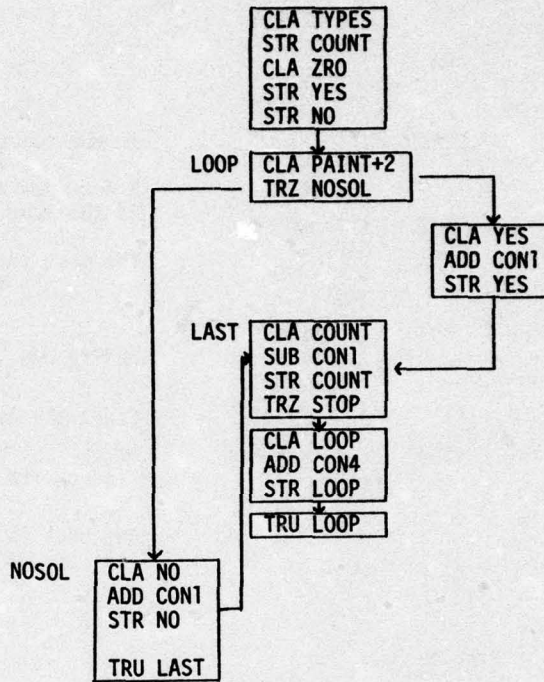 CLA TYPES
STR COUNT
CLA ZRO
STR YES
STR NO
LOOP CLA PAINT+2
TRZ NOSOL
CLA YES
ADD CON1
STR YES
LAST CLA COUNT
SUB CON1
STR COUNT
TRZ STOP
CLA LOOP
ADD CON4
STR LOOP
TRU LOOP
NOSOL CLA NO
ADD CON1
STR NO
TRU LAST